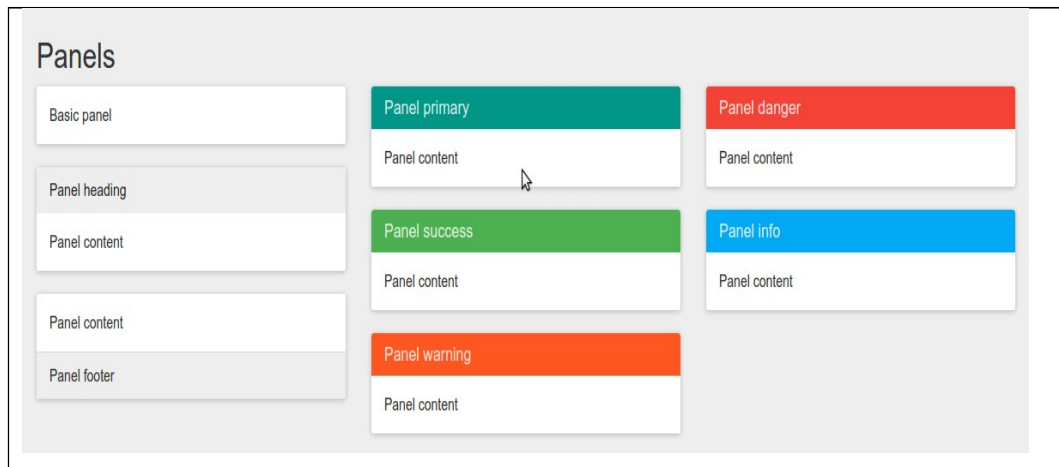 Panels
Basic panel
Panel heading
Panel content
Panel content
Panel footer
Panel primary
Panel content
Panel success
Panel content
Panel warning
Panel content
Panel danger
Panel content
Panel info
Panel content